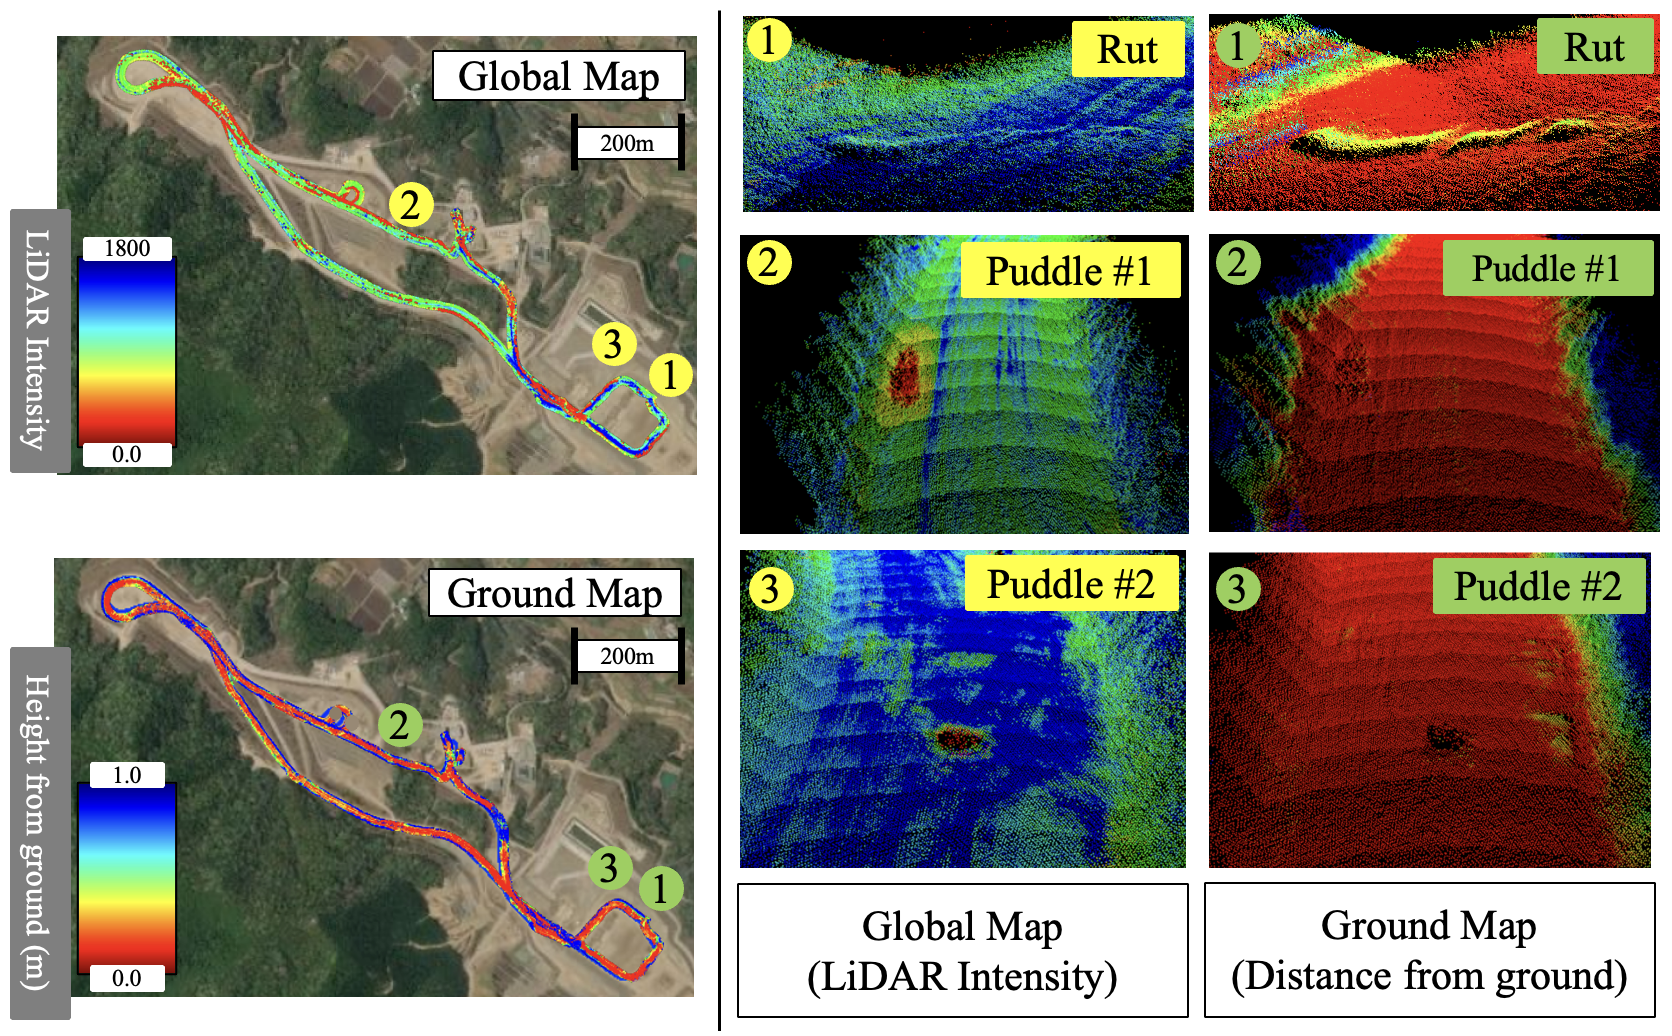 Global Map
200m
LiDAR Intensity
1800
0.0
2
3
1
Ground Map
200m
Height from ground (m)
1.0
0.0
2
3
1
1
Rut
1
Rut
2
Puddle #1
2
Puddle #1
3
Puddle #2
3
Puddle #2
Global Map
(LiDAR Intensity)
Ground Map
(Distance from ground)